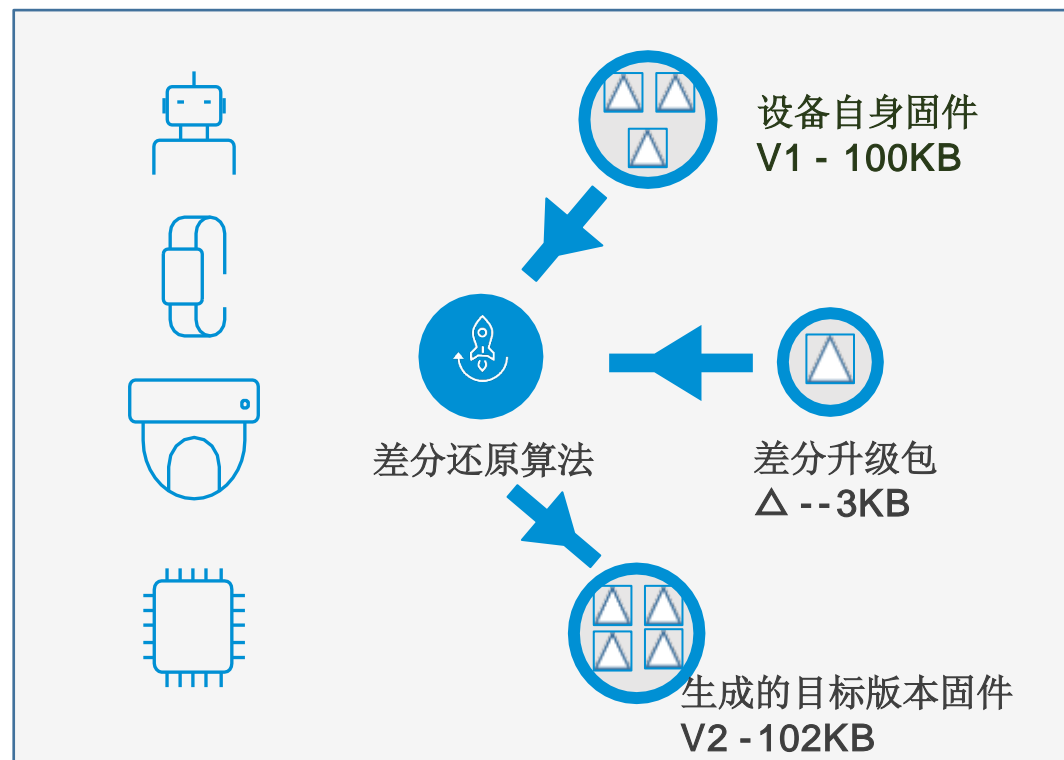 设备自身固件
V1 - 100KB
差分还原算法
差分升级包
△ --3KB
生成的目标版本固件
V2 -102KB